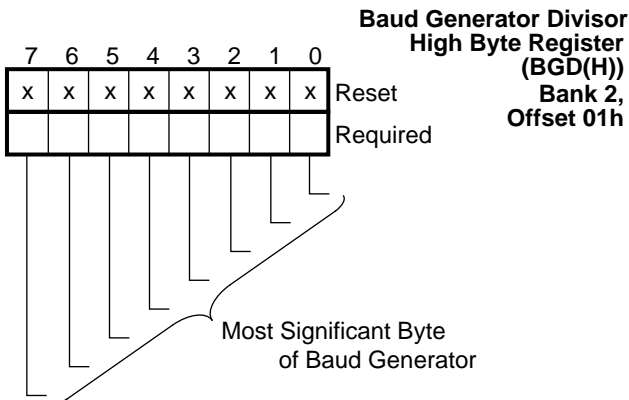 Baud Generator Divisor
High Byte Register
(BGD(H))
Bank 2,
Offset 01h
7 6 5 4 3 2 1 0
x x x x x x x x Reset
Required
Most Significant Byte
of Baud Generator